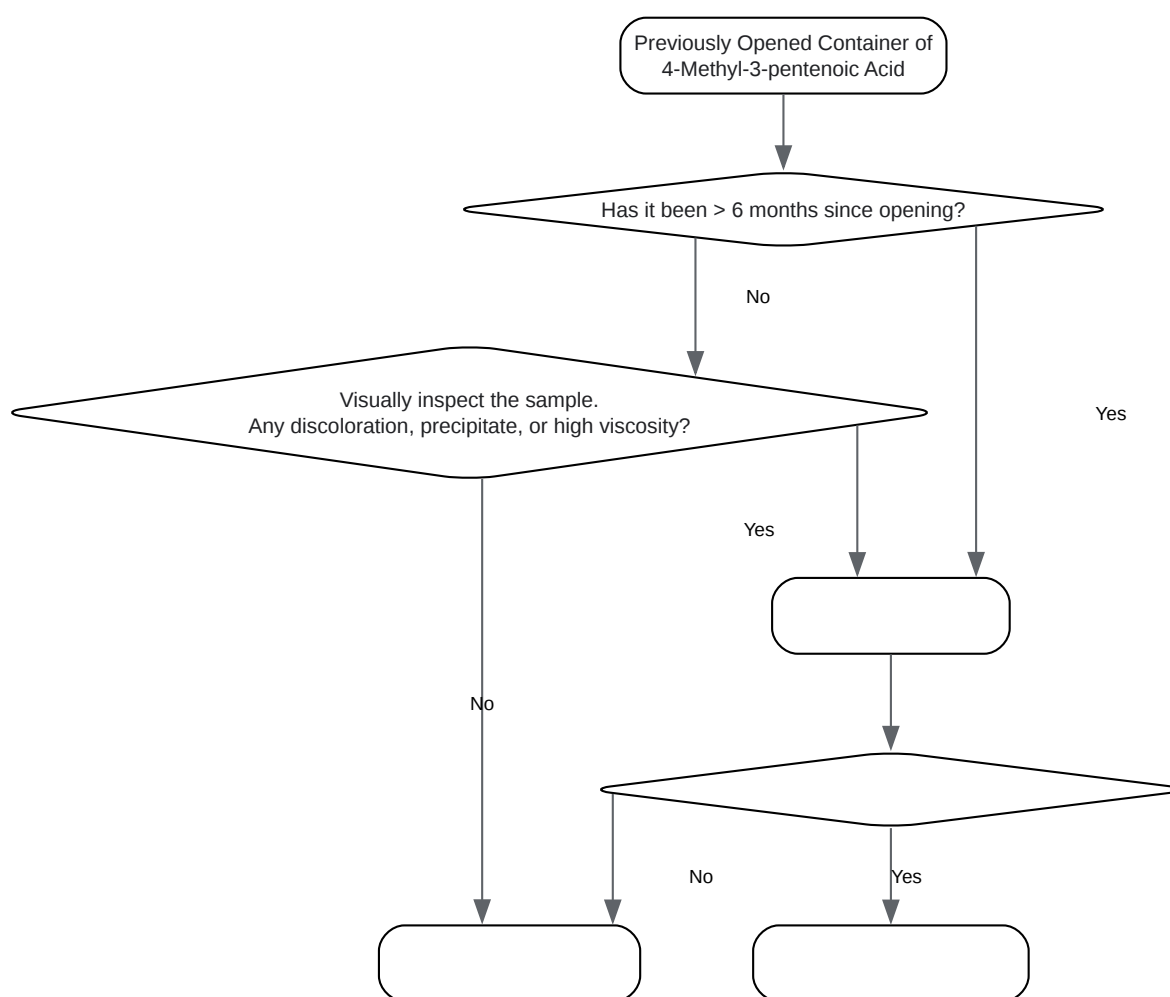 Previously Opened Container of
4-Methyl-3-pentenoic Acid
Has it been > 6 months since opening?
No
Visually inspect the sample.
Any discoloration, precipitate, or high viscosity?
Yes
Yes
No
No
Yes